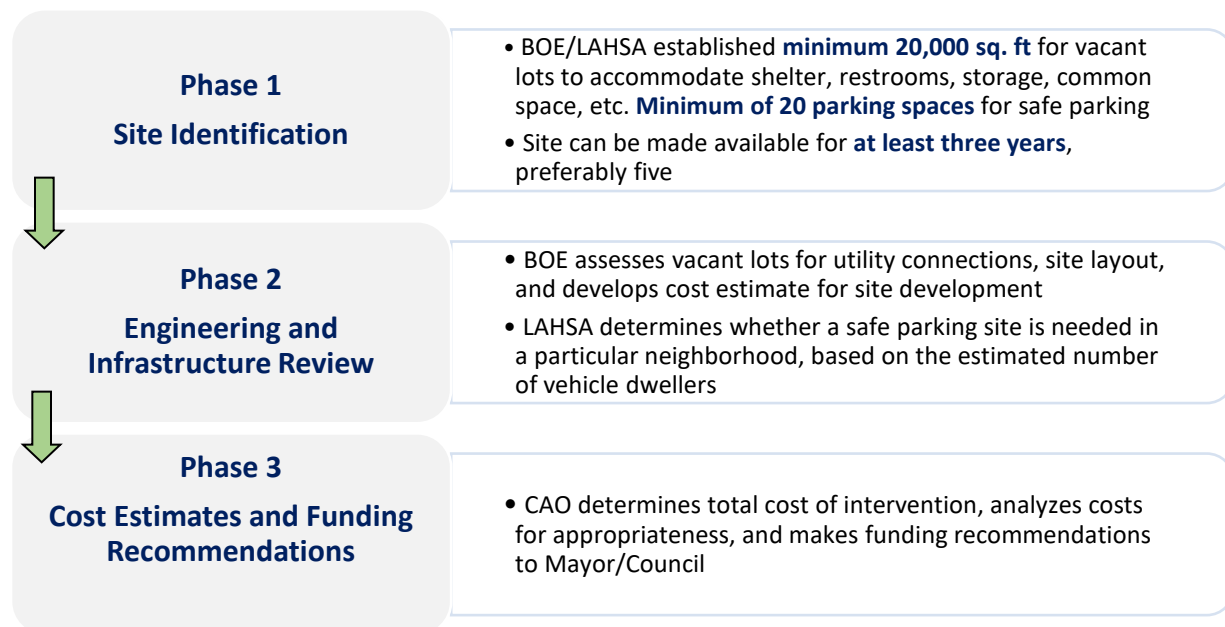 Phase 1
Site Identification
• BOE/LAHSA established minimum 20,000 sq. ft for vacant
lots to accommodate shelter, restrooms, storage, common
space, etc. Minimum of 20 parking spaces for safe parking
• Site can be made available for at least three years,
preferably five
Phase 2
Engineering and
Infrastructure Review
• BOE assesses vacant lots for utility connections, site layout,
and develops cost estimate for site development
• LAHSA determines whether a safe parking site is needed in
a particular neighborhood, based on the estimated number
of vehicle dwellers
Phase 3
Cost Estimates and Funding
Recommendations
• CAO determines total cost of intervention, analyzes costs
for appropriateness, and makes funding recommendations
to Mayor/Council